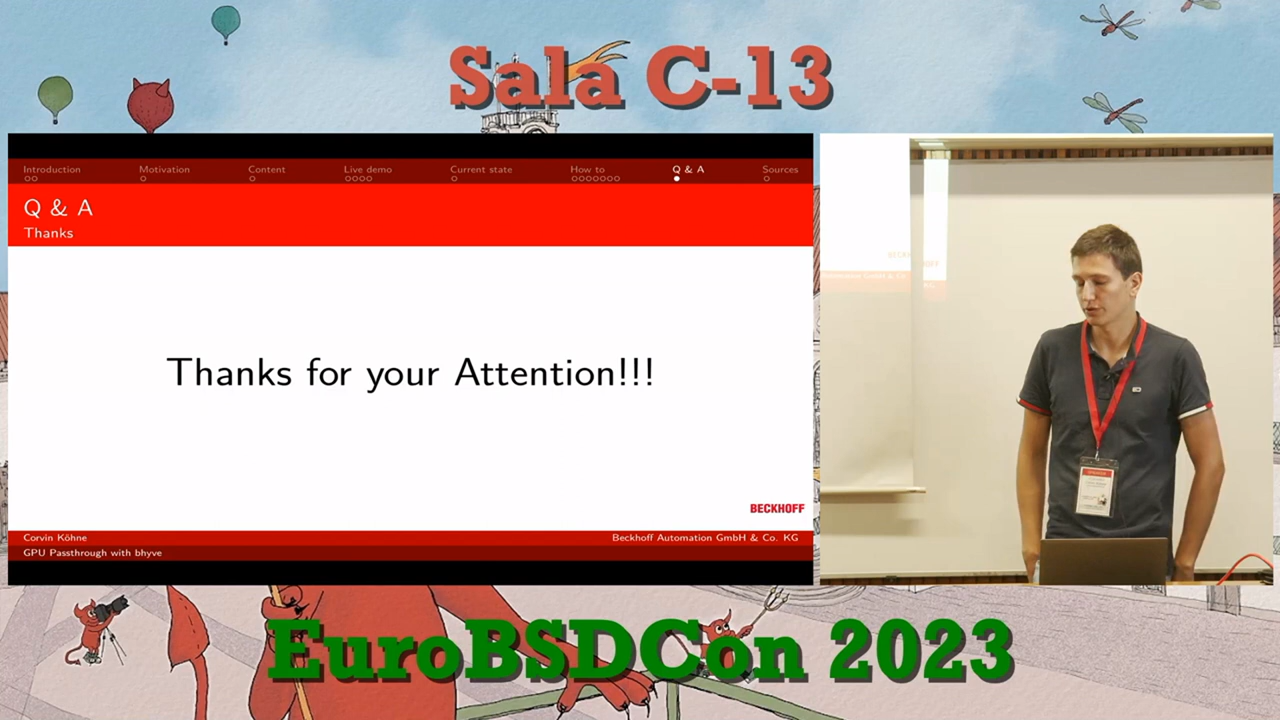 Sala C-13
Introduction
Motivation
Content
Live demo
Current state
How to
Q & A
Sources
Q & A
Thanks
Thanks for your Attention!!!
BECKHOFF
Corvin Köhne
Beckhoff Automation GmbH & Co. KG
GPU Passthrough with bhyve
EuroBSDCon 2023